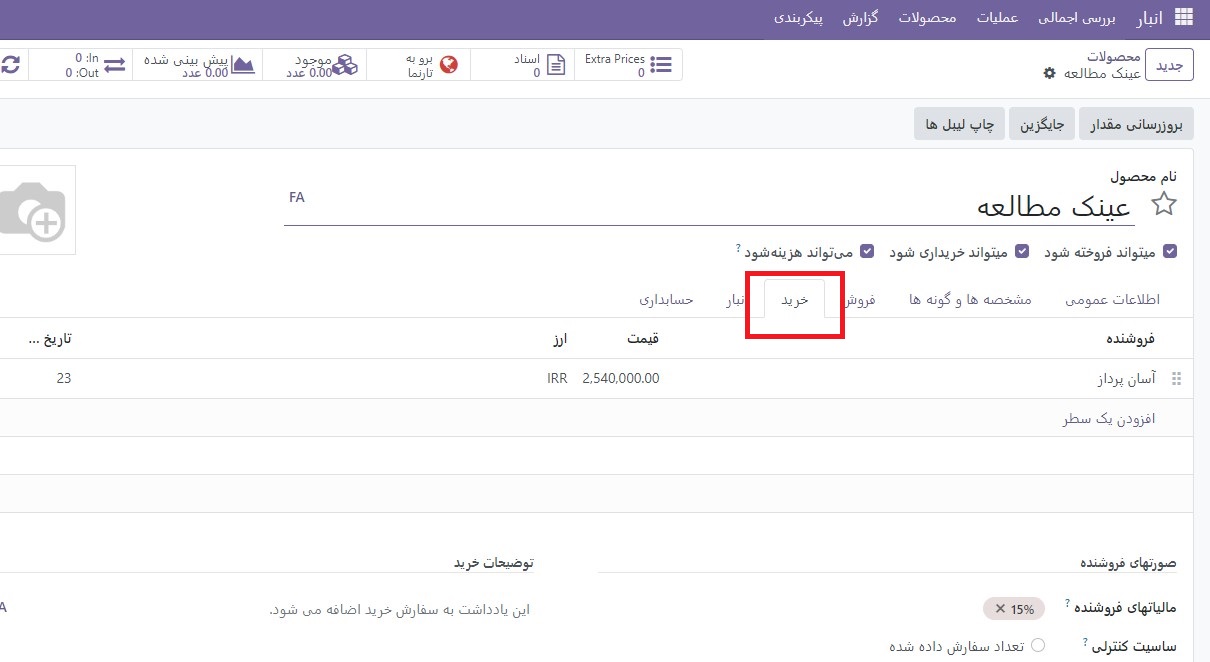 انبار بررسی اجمالی عملیات محصولات گزارش پیکربندی
جدید
محصولات
عینک مطالعه
Extra Prices
0
اسناد
0
برو به
تارنما
موجود
0.00 عدد
پیش بینی شده
0.00 عدد
In: 0
Out: 0
بروزرسانی مقدار جایگزین چاپ لیبل ها
نام محصول
عینک مطالعه FA
میتواند فروخته شود میتواند خریداری شود می‌تواند هزینه‌شود ?
اطلاعات عمومی مشخصه ها و گونه ها فروش خرید انبار حسابداری
فروشنده قیمت ارز تاریخ ...
آسان پرداز 2,540,000.00 IRR 23
افزودن یک سطر
صورتهای فروشنده
مالیاتهای فروشنده ? 15% ×
ساسیت کنترلی ? تعداد سفارش داده شده
توضیحات خرید
این یادداشت به سفارش خرید اضافه می شود.